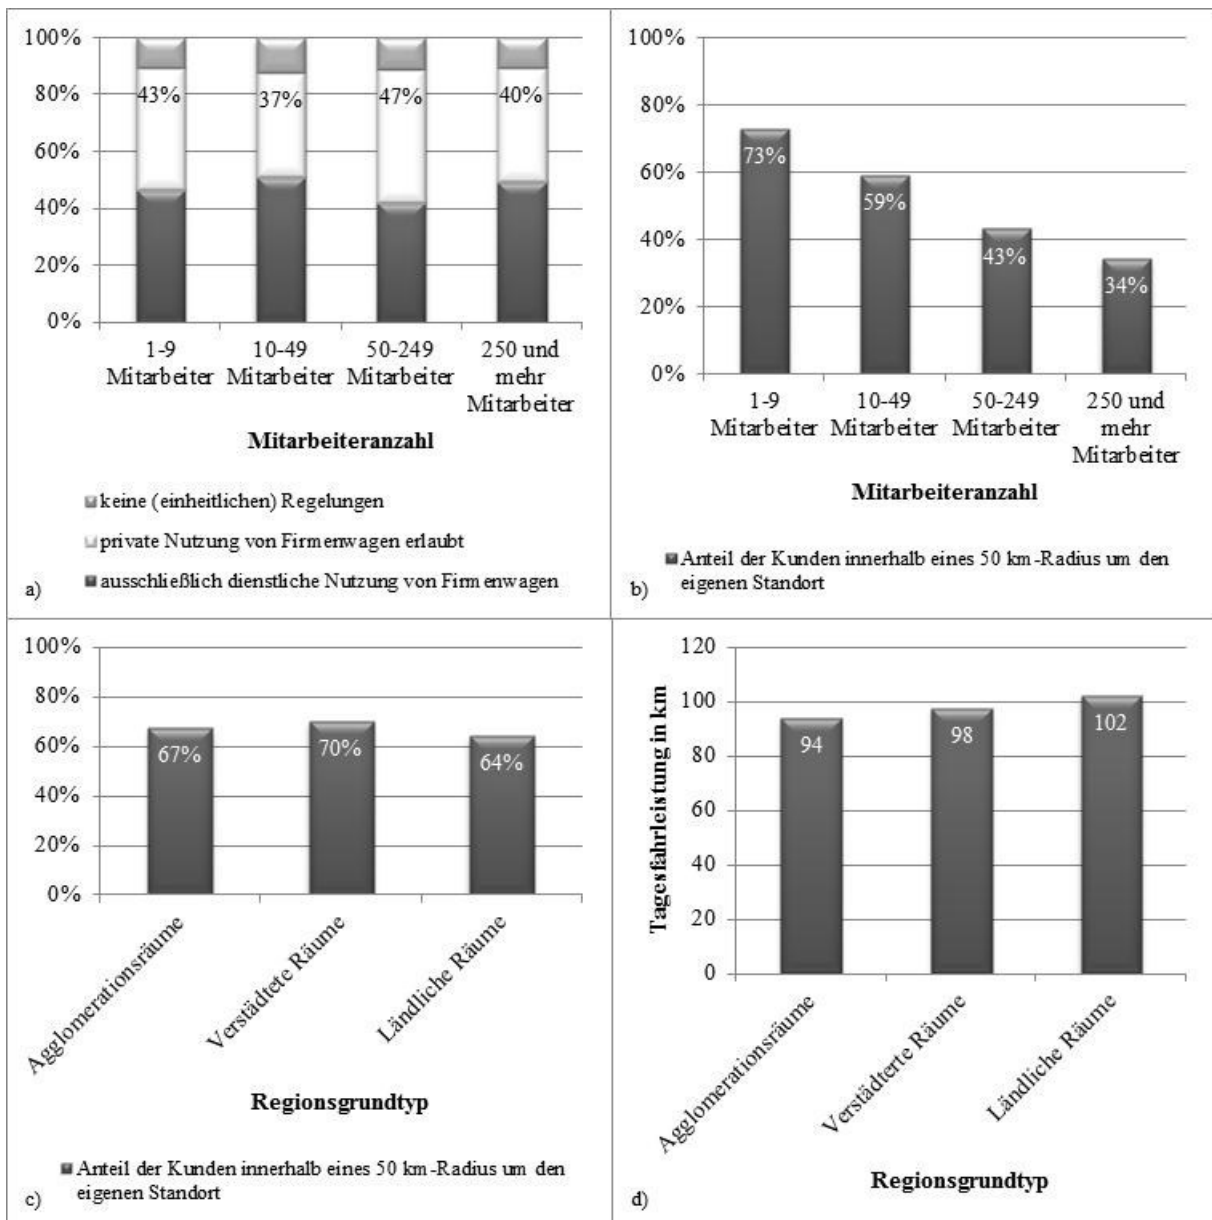 100%
80%
60%
40%
20%
0%
43%
37%
47%
40%
1-9 Mitarbeiter
10-49 Mitarbeiter
50-249 Mitarbeiter
250 und mehr Mitarbeiter
Mitarbeiteranzahl
keine (einheitlichen) Regelungen
private Nutzung von Firmenwagen erlaubt
ausschließlich dienstliche Nutzung von Firmenwagen
a)
100%
80%
60%
40%
20%
0%
73%
59%
43%
34%
1-9 Mitarbeiter
10-49 Mitarbeiter
50-249 Mitarbeiter
250 und mehr Mitarbeiter
Mitarbeiteranzahl
Anteil der Kunden innerhalb eines 50 km-Radius um den
eigenen Standort
b)
100%
80%
60%
40%
20%
0%
67%
70%
64%
Agglomerationsräume
Verstädtete Räume
Ländliche Räume
Regionsgrundtyp
Anteil der Kunden innerhalb eines 50 km-Radius um den
eigenen Standort
c)
Tagesfahrleistung in km
120
100
80
60
40
20
0
94
98
102
Agglomerationsräume
Verstädterte Räume
Ländliche Räume
Regionsgrundtyp
d)